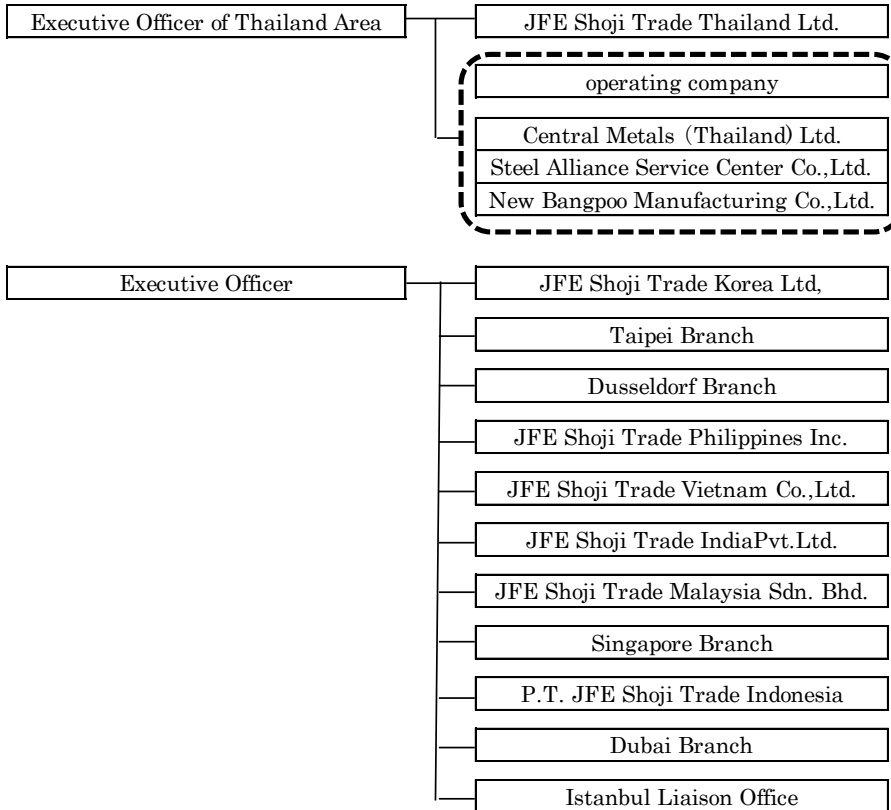 Executive Officer of Thailand Area
JFE Shoji Trade Thailand Ltd.
operating company
Central Metals (Thailand) Ltd.
Steel Alliance Service Center Co.,Ltd.
New Bangpoo Manufacturing Co.,Ltd.
Executive Officer
JFE Shoji Trade Korea Ltd,
Taipei Branch
Dusseldorf Branch
JFE Shoji Trade Philippines Inc.
JFE Shoji Trade Vietnam Co.,Ltd.
JFE Shoji Trade IndiaPvt.Ltd.
JFE Shoji Trade Malaysia Sdn. Bhd.
Singapore Branch
P.T. JFE Shoji Trade Indonesia
Dubai Branch
Istanbul Liaison Office